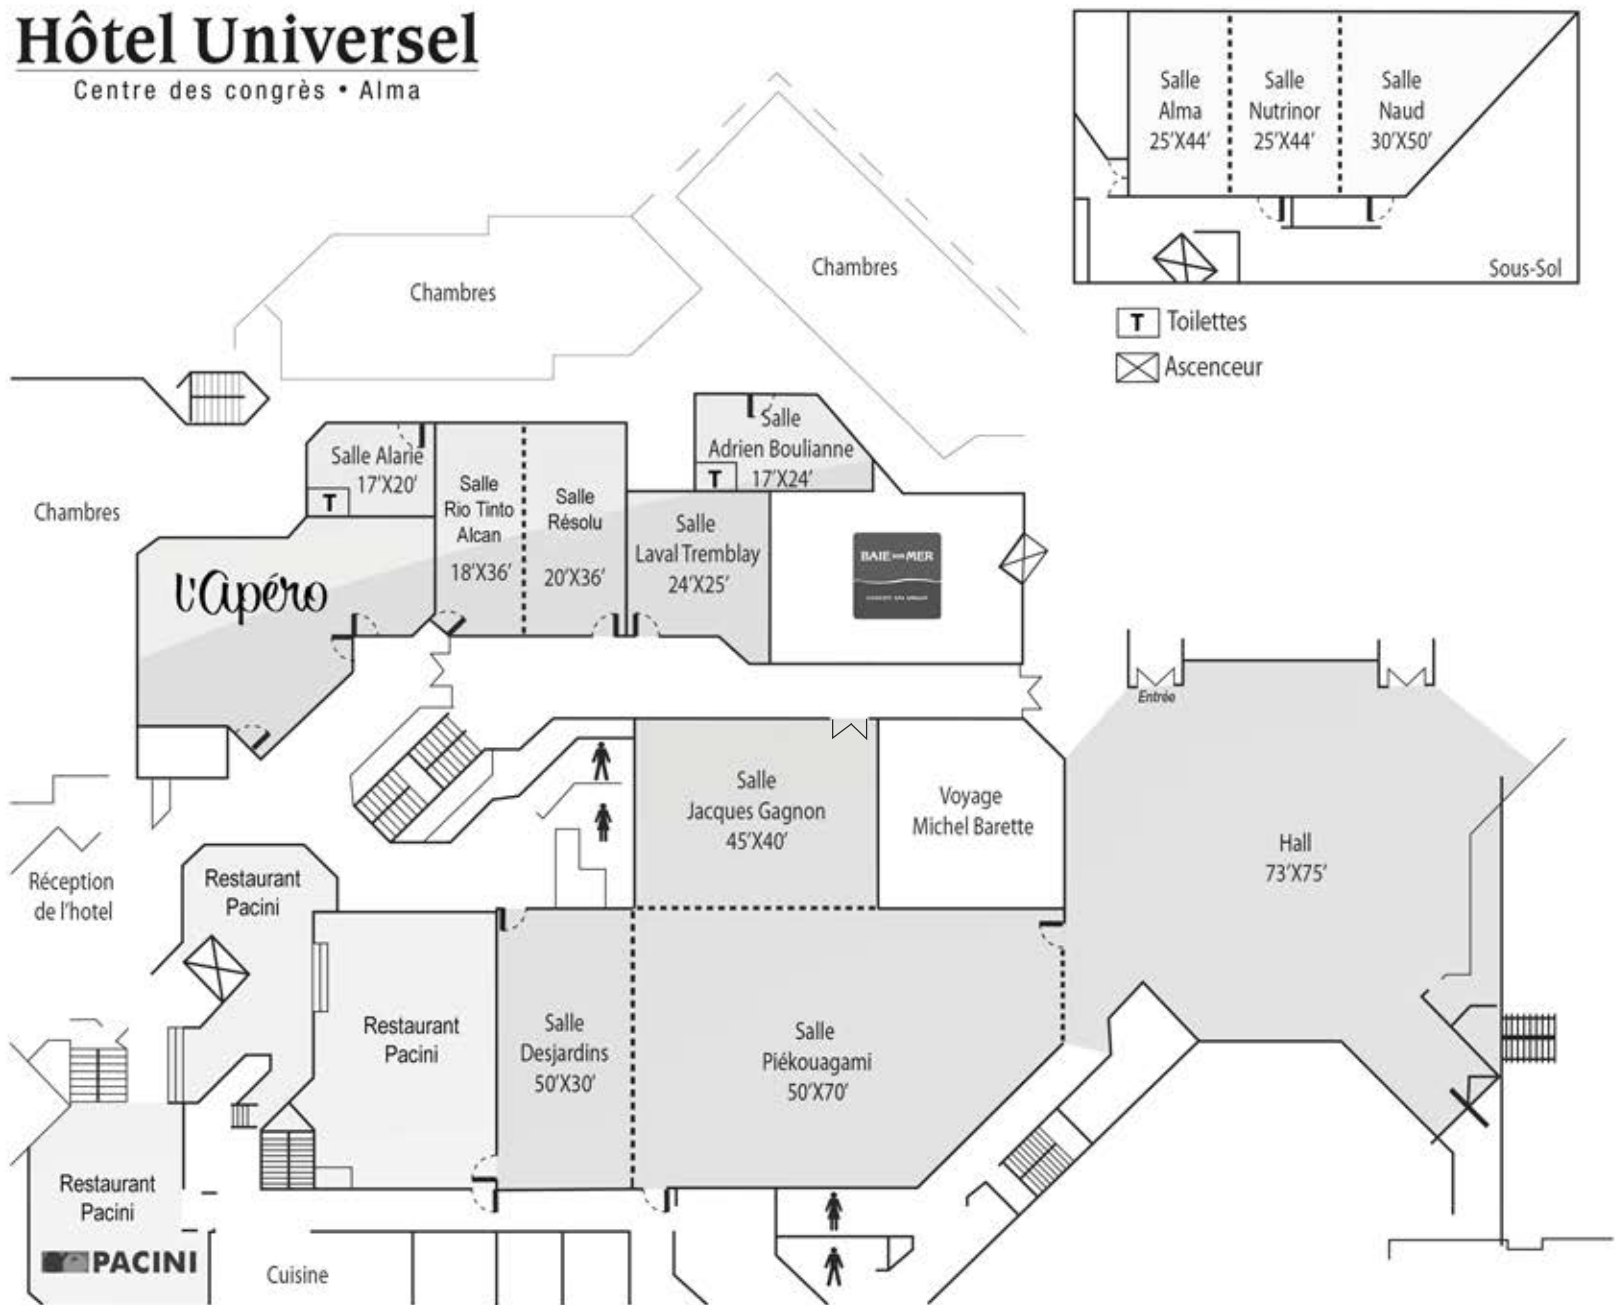 Hôtel Universel
Centre des congrès • Alma
Salle
Alma
25'X44'
Salle
Nutrinor
25'X44'
Salle
Naud
30'X50'
Sous-Sol
T Toilettes
Ascenceur
Chambres
Chambres
Chambres
Salle Alarie
17'X20'
T
Salle
Rio Tinto
Alcan
18'X36'
Salle
Résolu
20'X36'
Salle
Adrien Boulianne
17'X24'
T
Salle
Laval Tremblay
24'X25'
BAIE sur MER
l'Apéro
Entrée
Salle
Jacques Gagnon
45'X40'
Voyage
Michel Barette
Hall
73'X75'
Réception
de l'hotel
Restaurant
Pacini
Restaurant
Pacini
Salle
Desjardins
50'X30'
Salle
Piékouagami
50'X70'
Restaurant
Pacini
PACINI
Cuisine